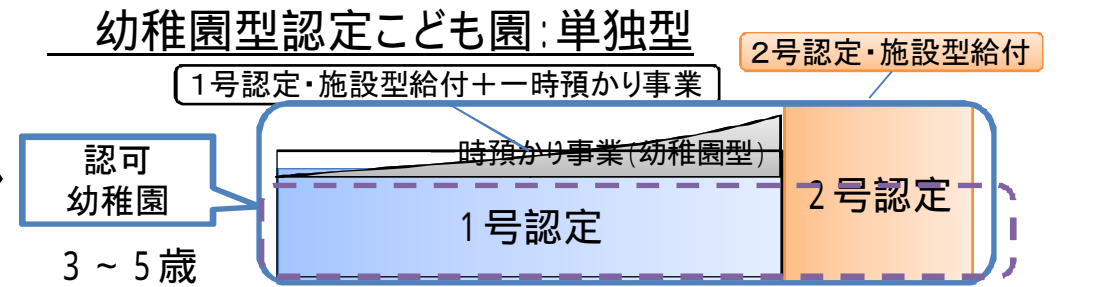 幼稚園型認定こども園:単独型
2号認定・施設型給付
1号認定・施設型給付+一時預かり事業
一時預かり事業(幼稚園型)
認可
幼稚園
1号認定
2号認定
3~5歳